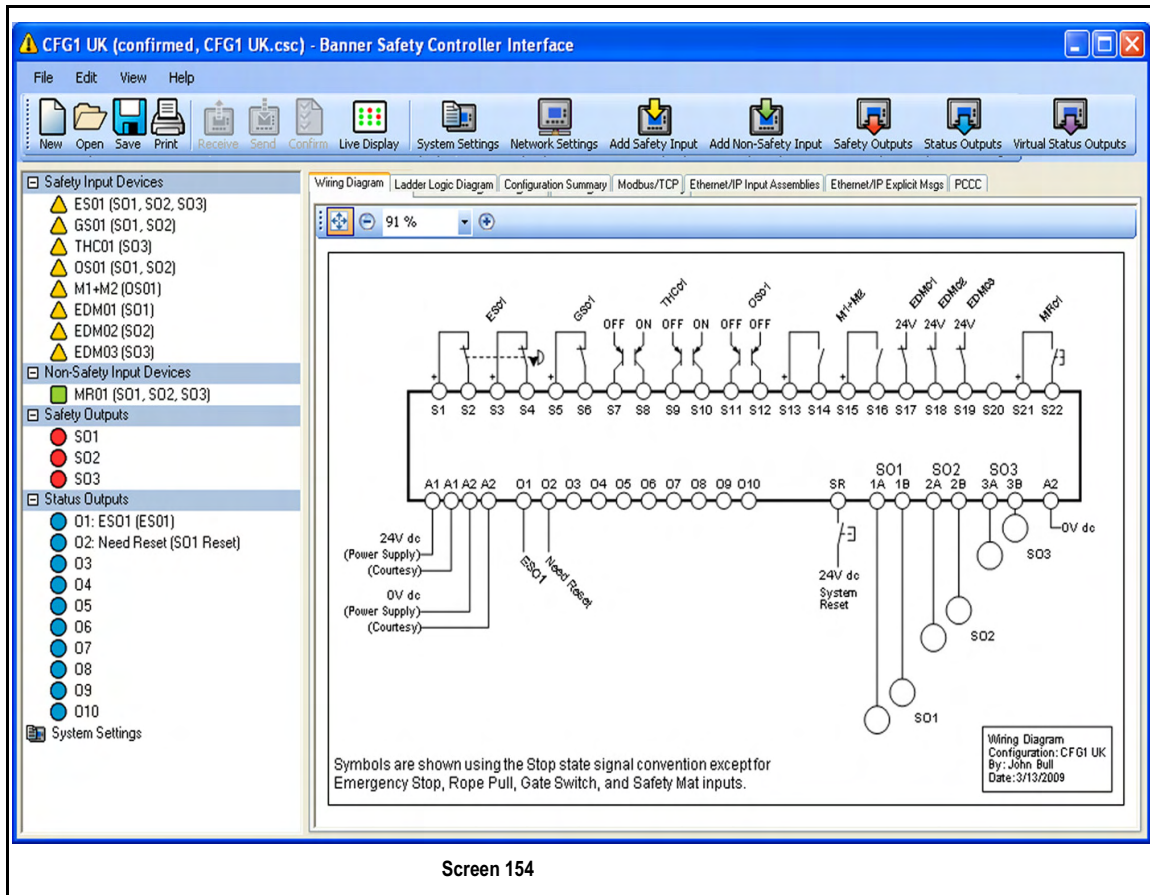 CFG1 UK (confirmed, CFG1 UK.csc) - Banner Safety Controller Interface
File Edit View Help
New Open Save Print Receive Send Confirm Live Display System Settings Network Settings Add Safety Input Add Non-Safety Input Safety Outputs Status Outputs Virtual Status Outputs
Safety Input Devices
ES01 (SO1, SO2, SO3)
GS01 (SO1, SO2)
THC01 (SO3)
OS01 (SO1, SO2)
M1+M2 (OS01)
EDM01 (SO1)
EDM02 (SO2)
EDM03 (SO3)
Non-Safety Input Devices
MR01 (SO1, SO2, SO3)
Safety Outputs
SO1
SO2
SO3
Status Outputs
O1: ESO1 (ES01)
O2: Need Reset (SO1 Reset)
O3
O4
O5
O6
O7
O8
O9
O10
System Settings
Wiring Diagram Ladder Logic Diagram Configuration Summary Modbus/TCP Ethernet/IP Input Assemblies Ethernet/IP Explicit Msgs PCCC
91 %
ES01 GS01 THC01 OS01 M1+M2 EDM01 EDM02 EDM03 MR01
OFF ON OFF ON OFF OFF 24V 24V 24V
+ + + + + +
S1 S2 S3 S4 S5 S6 S7 S8 S9 S10 S11 S12 S13 S14 S15 S16 S17 S18 S19 S20 S21 S22
SO1 SO2 SO3
A1 A1 A2 A2 O1 O2 O3 O4 O5 O6 O7 O8 O9 O10 SR 1A 1B 2A 2B 3A 3B A2
24V dc
(Power Supply)
(Courtesy)
0V dc
(Power Supply)
(Courtesy)
ESO1
Need Reset
24V dc
System
Reset
0V dc
SO3
SO2
SO1
Symbols are shown using the Stop state signal convention except for
Emergency Stop, Rope Pull, Gate Switch, and Safety Mat inputs.
Wiring Diagram
Configuration: CFG1 UK
By: John Bull
Date: 3/13/2009
Screen 154